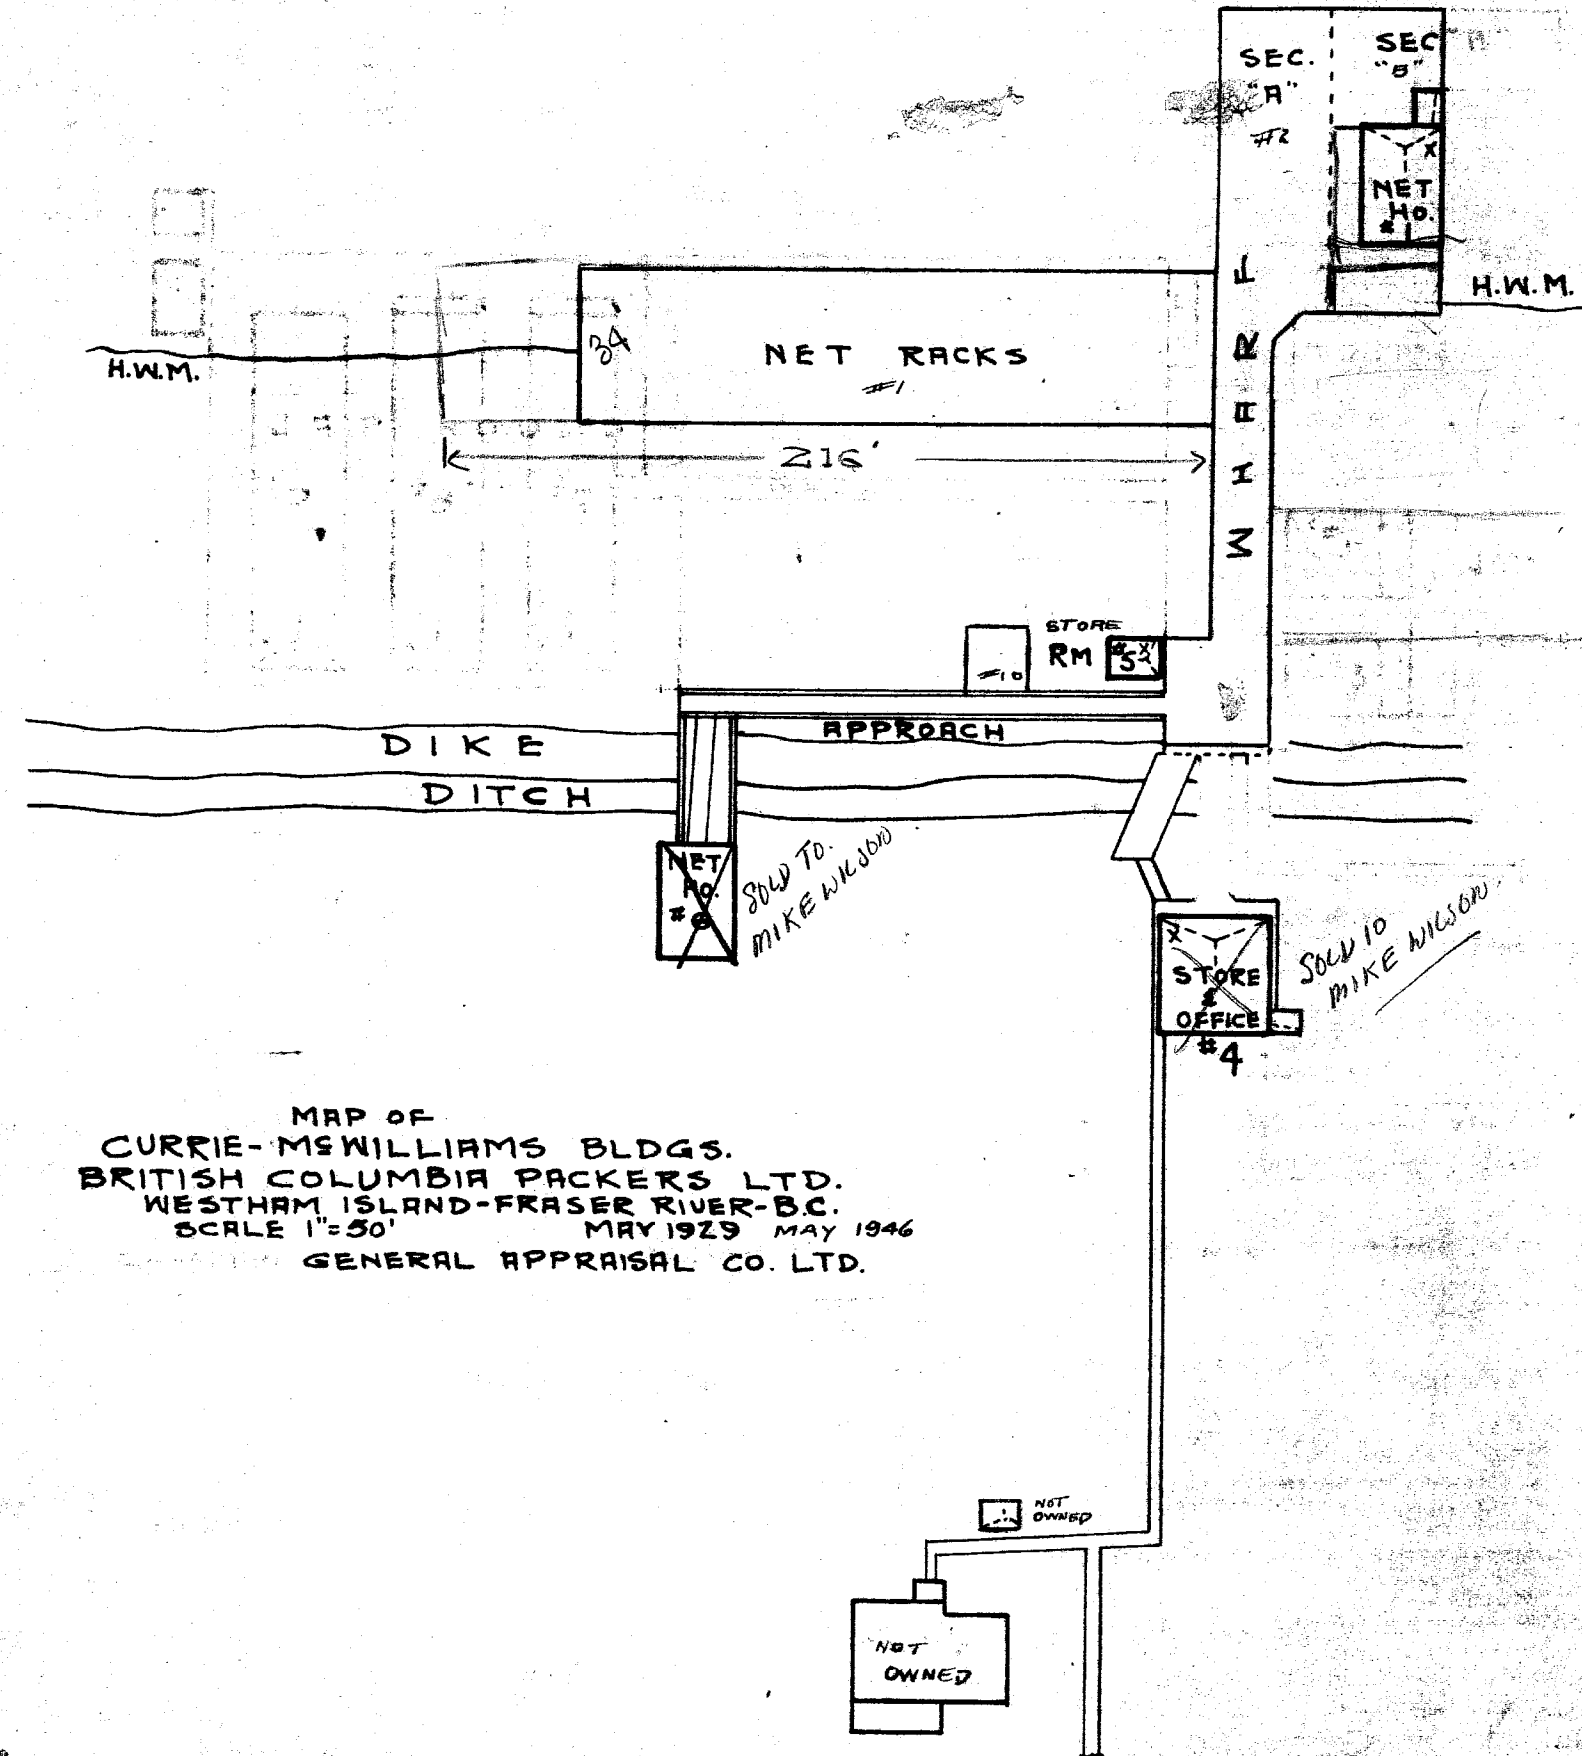 SEC.
"A"
#2
SEC
"B"
X
NET
HO.
# 1
H.W.M.
WHARF
H.W.M.
34
NET RACKS
#1
216'
STORE
RM
#5
#10
APPROACH
DIKE
DITCH
NET
HO.
#
SOLD TO.
MIKE WILSON
X
STORE
&
OFFICE
#4
SOLD TO
MIKE WILSON
MAP OF
CURRIE-McWILLIAMS BLDGS.
BRITISH COLUMBIA PACKERS LTD.
WESTHAM ISLAND-FRASER RIVER-B.C.
SCALE 1"=50' MAY 1929 MAY 1946
GENERAL APPRAISAL CO. LTD.
NOT
OWNED
NOT
OWNED